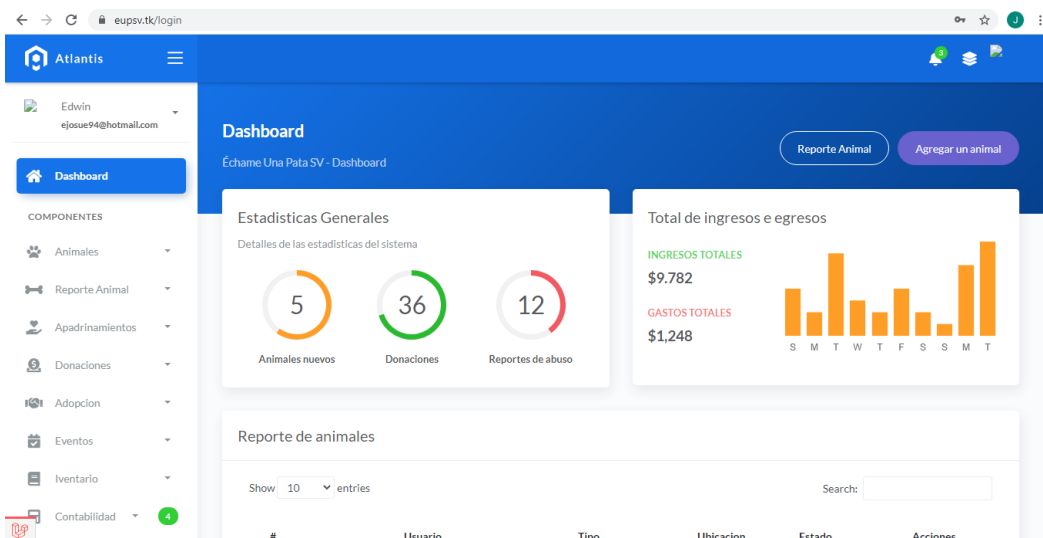 eupsv.tk/login
J
Atlantis
3
Edwin
ejosue94@hotmail.com
Dashboard
COMPONENTES
Animales
Reporte Animal
Apadrinamientos
Donaciones
Adopcion
Eventos
Iventario
Contabilidad 4
Dashboard
Échame Una Pata SV - Dashboard
Reporte Animal
Agregar un animal
Estadisticas Generales
Detalles de las estadisticas del sistema
5 36 12
Animales nuevos Donaciones Reportes de abuso
Total de ingresos e egresos
INGRESOS TOTALES
$9.782
GASTOS TOTALES
$1,248
S M T W T F S S M T
Reporte de animales
Show 10 entries Search:
# Usuario Tipo Ubicacion Estado Acciones